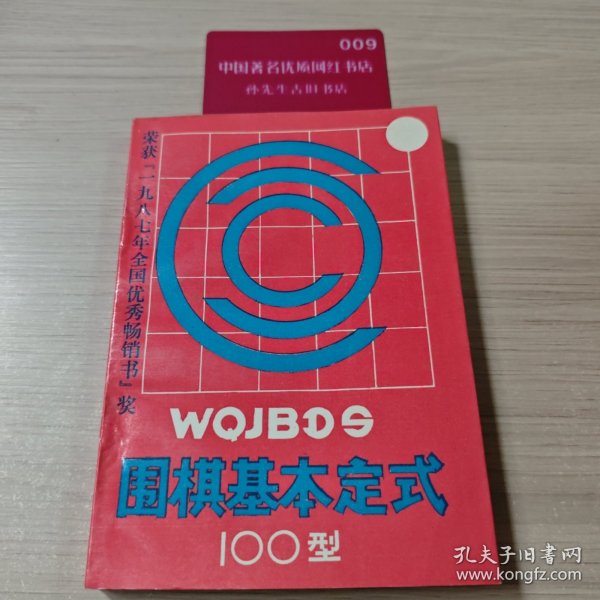 009
中国著名优质网红书店
孙先生古旧书店
荣获『一九八七年全国优秀畅销书』奖
WQJBDS
围棋基本定式
100型
孔夫子旧书网
www.kongfz.com